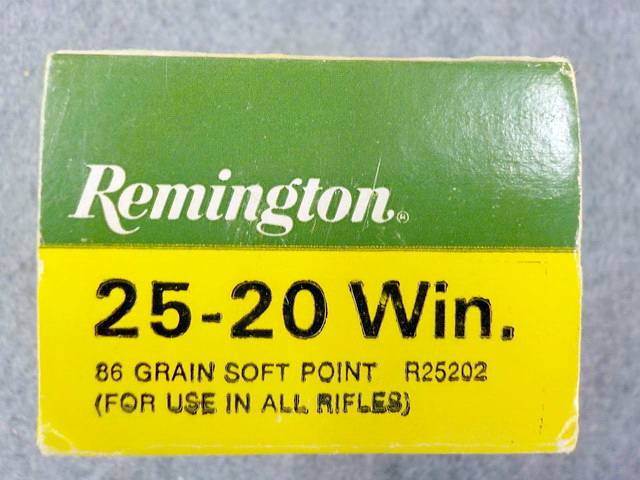 Remington®
25-20 Win.
86 GRAIN SOFT POINT R25202
(FOR USE IN ALL RIFLES)